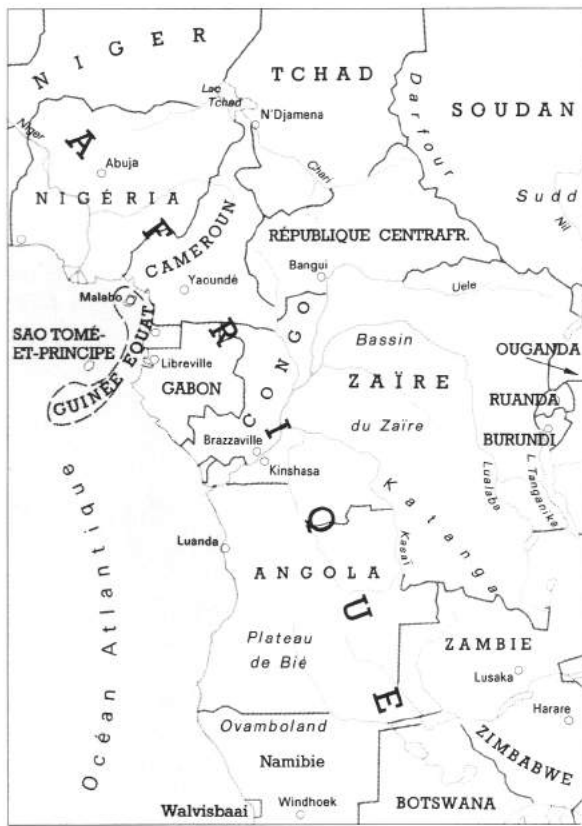 NIGER
TCHAD
Lac
Tchad
N'Djamena
Darfour
SOUDAN
Niger
Abuja
NIGÉRIA
Chari
Sudd
Nil
AFRIQUE
CAMEROUN
RÉPUBLIQUE CENTRAFR.
Bangui
Yaoundé
Malabo
Uele
SAO TOMÉ-
ET-PRINCIPE
GUINÉE ÉQUAT.
Libreville
GABON
CONGO
Bassin
ZAÏRE
du Zaïre
OUGANDA
RUANDA
BURUNDI
Brazzaville
Kinshasa
Katanga
Lualaba
L. Tanganika
Kasaï
Océan Atlantique
Luanda
ANGOLA
Plateau
de Bié
ZAMBIE
Lusaka
Harare
Ovamboland
Namibie
ZIMBABWE
Walvisbaai
Windhoek
BOTSWANA